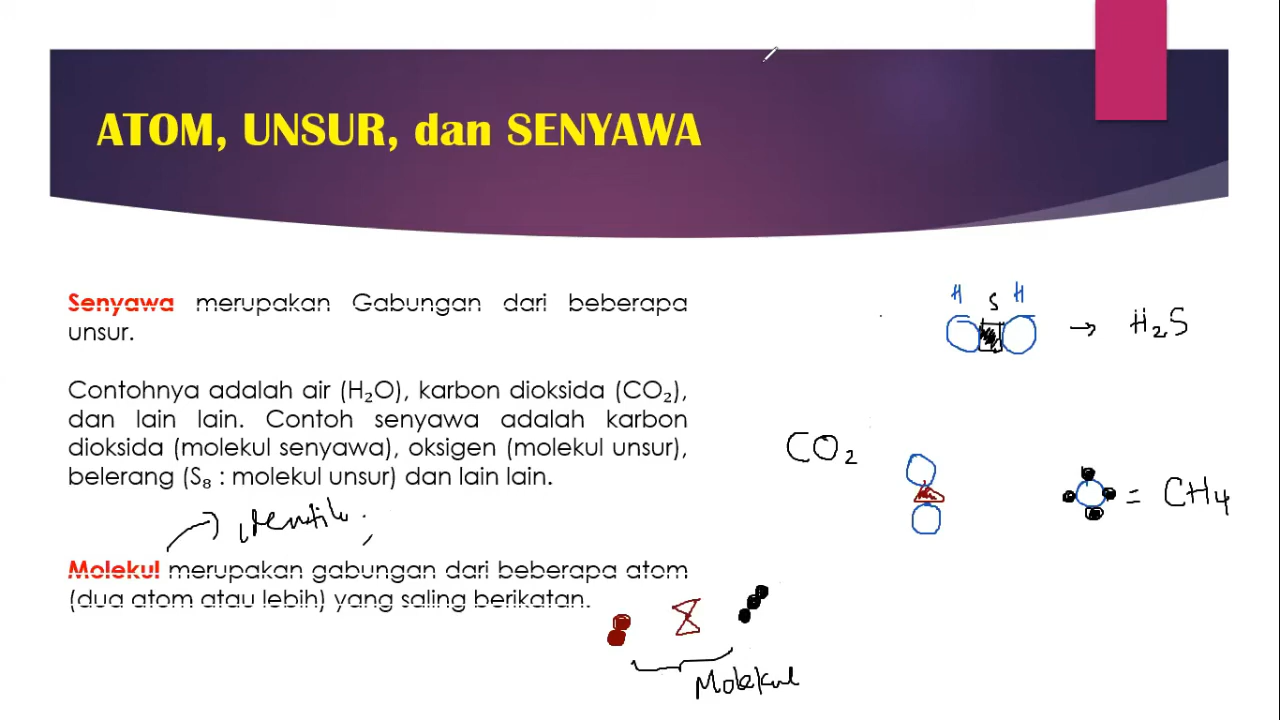 ATOM, UNSUR, dan SENYAWA
Senyawa merupakan Gabungan dari beberapa
unsur.
Contohnya adalah air (H₂O), karbon dioksida (CO₂),
dan lain lain. Contoh senyawa adalah karbon
dioksida (molekul senyawa), oksigen (molekul unsur),
belerang (S₈ : molekul unsur) dan lain lain.
Molekul merupakan gabungan dari beberapa atom
(dua atom atau lebih) yang saling berikatan.
H S H
→ H₂S
CO₂
= CH₄
Molekul